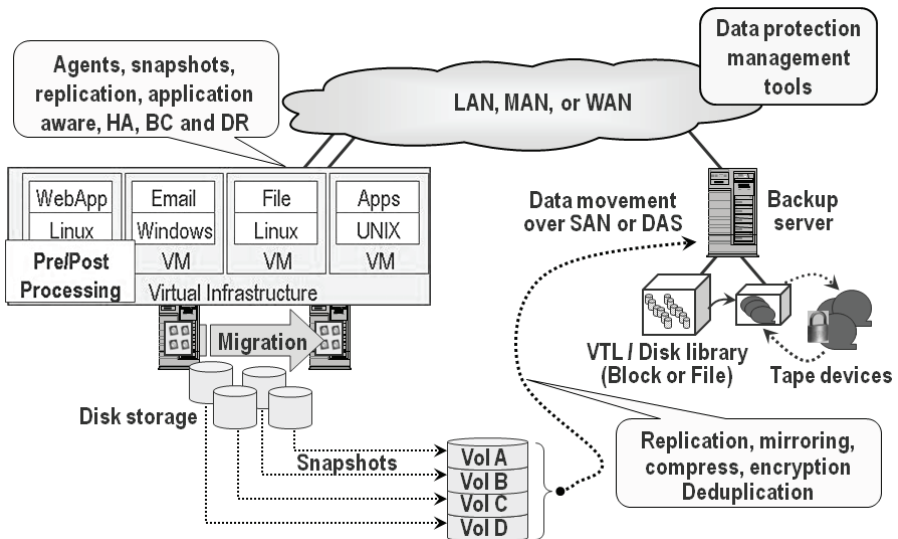 Agents, snapshots,
replication, application
aware, HA, BC and DR
LAN, MAN, or WAN
Data protection
management
tools
WebApp
Linux
Email
Windows
VM
File
Linux
VM
Apps
UNIX
VM
Pre/Post
Processing
Virtual Infrastructure
Migration
Disk storage
Snapshots
Vol A
Vol B
Vol C
Vol D
Data movement
over SAN or DAS
Backup
server
VTL / Disk library
(Block or File)
Tape devices
Replication, mirroring,
compress, encryption
Deduplication